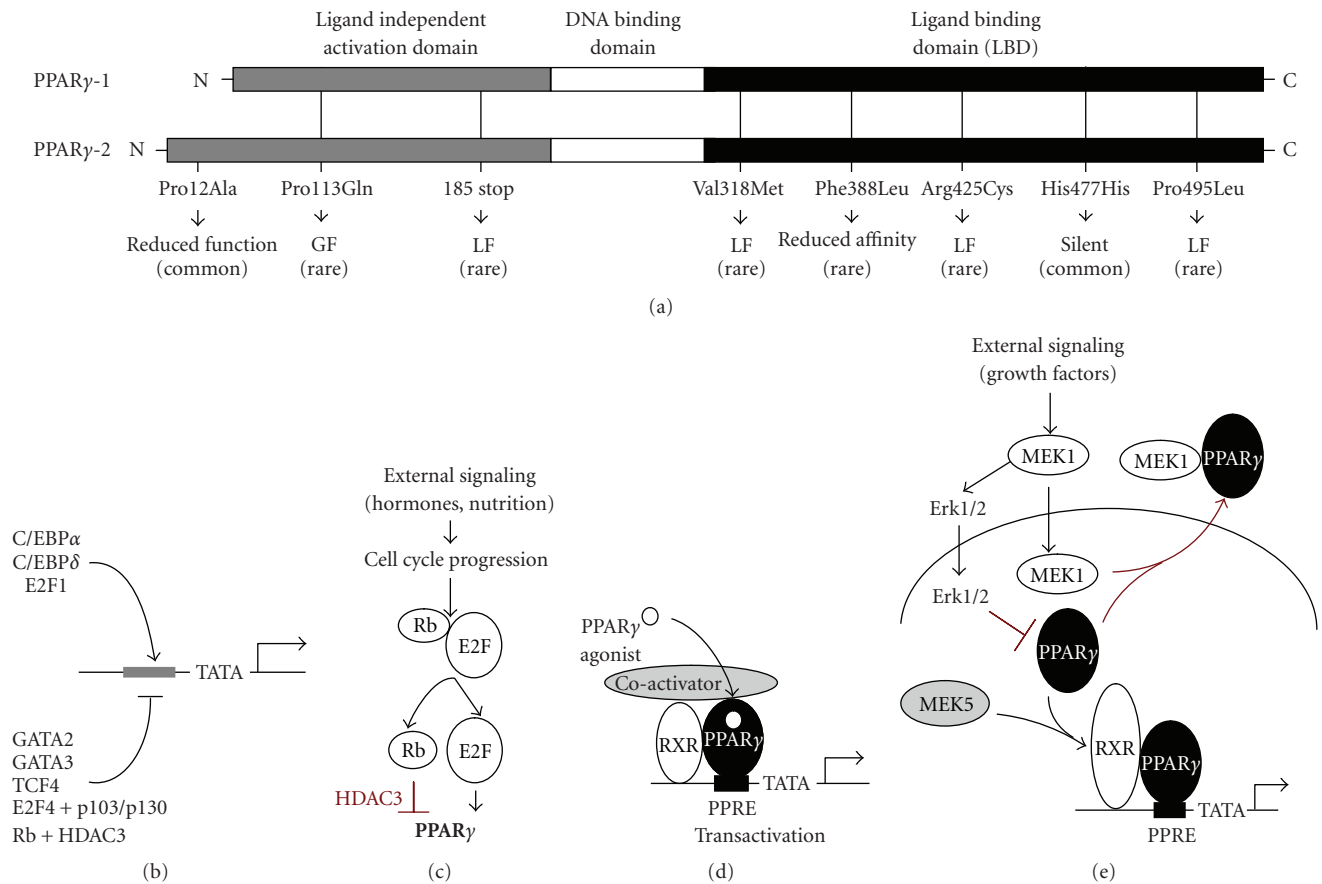 Ligand independent
activation domain
DNA binding
domain
Ligand binding
domain (LBD)
PPARγ-1
N
C
PPARγ-2
N
C
Pro12Ala
Pro113Gln
185 stop
Val318Met
Phe388Leu
Arg425Cys
His477His
Pro495Leu
Reduced function
(common)
GF
(rare)
LF
(rare)
LF
(rare)
Reduced affinity
(rare)
LF
(rare)
Silent
(common)
LF
(rare)
(a)
C/EBPα
C/EBPδ
E2F1
TATA
GATA2
GATA3
TCF4
E2F4 + p103/p130
Rb + HDAC3
(b)
External signaling
(hormones, nutrition)
Cell cycle progression
Rb
E2F
Rb
E2F
HDAC3
PPARγ
(c)
PPARγ
agonist
Co-activator
RXR
PPARγ
TATA
PPRE
Transactivation
(d)
External signaling
(growth factors)
MEK1
MEK1
PPARγ
Erk1/2
MEK1
Erk1/2
PPARγ
MEK5
RXR
PPARγ
TATA
PPRE
(e)